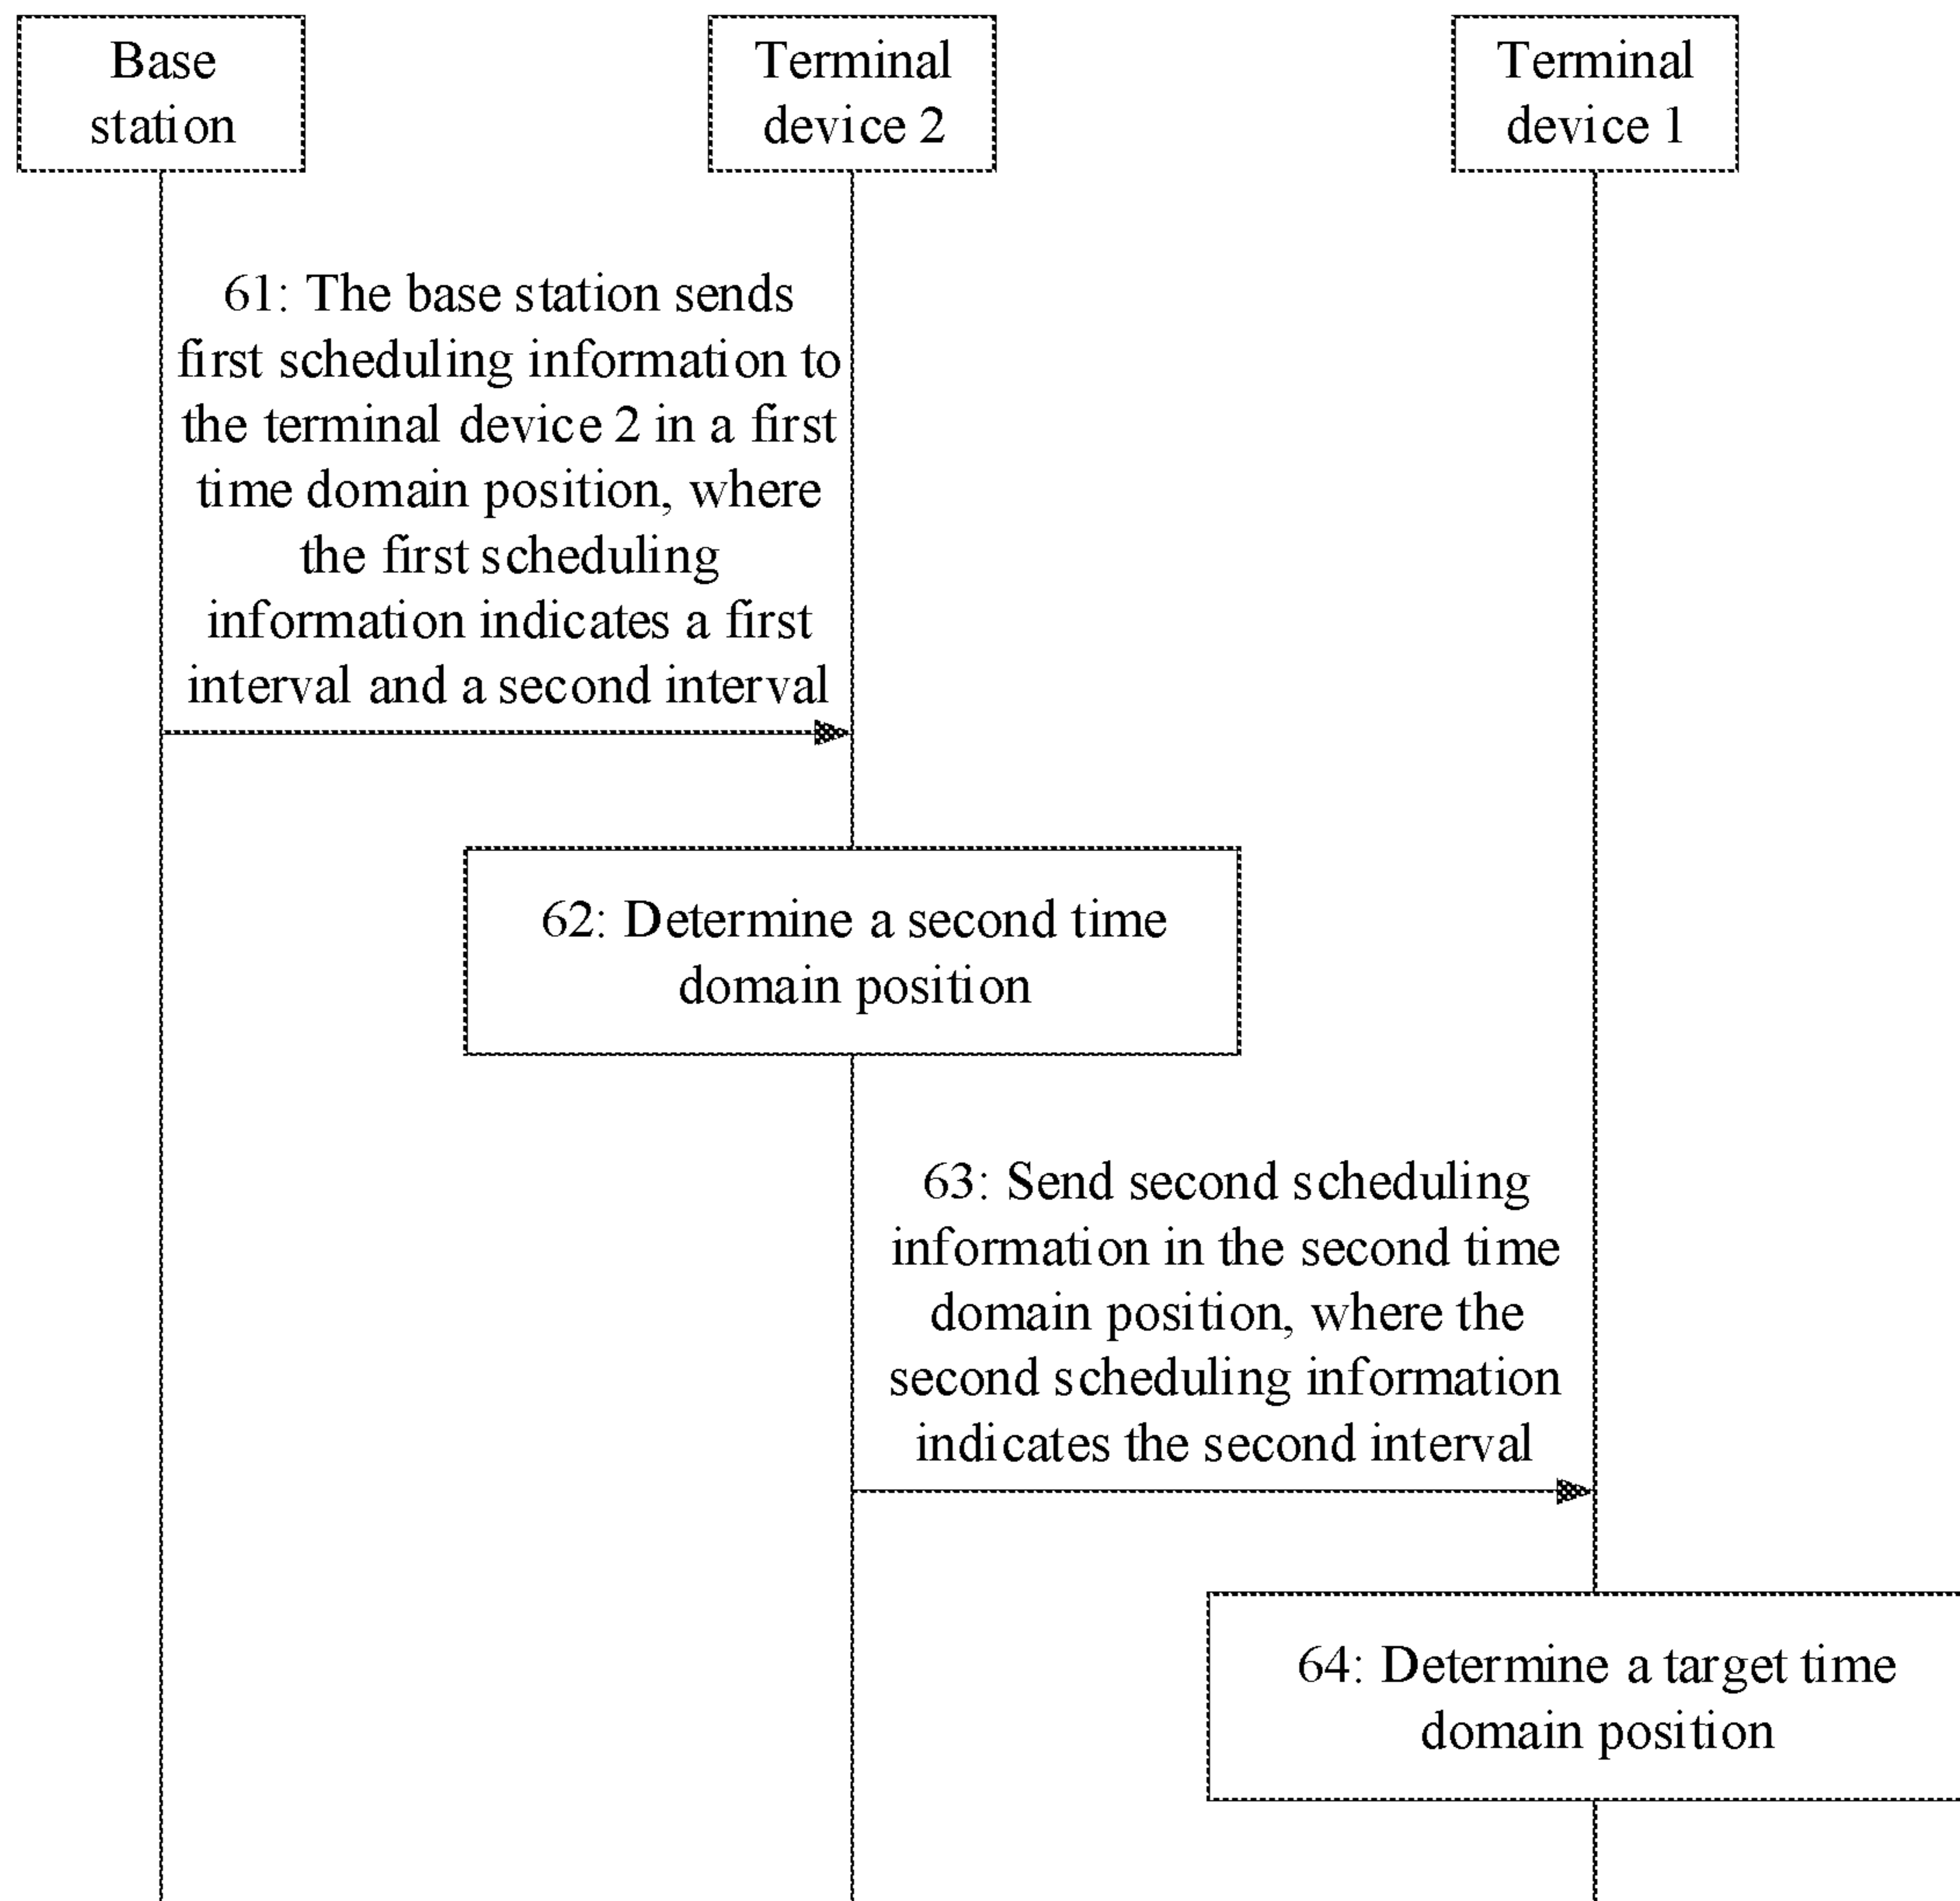 Base
station
Terminal
device 2
Terminal
device 1
61: The base station sends
first scheduling information to
the terminal device 2 in a first
time domain position, where
the first scheduling
information indicates a first
interval and a second interval
62: Determine a second time
domain position
63: Send second scheduling
information in the second time
domain position, where the
second scheduling information
indicates the second interval
64: Determine a target time
domain position